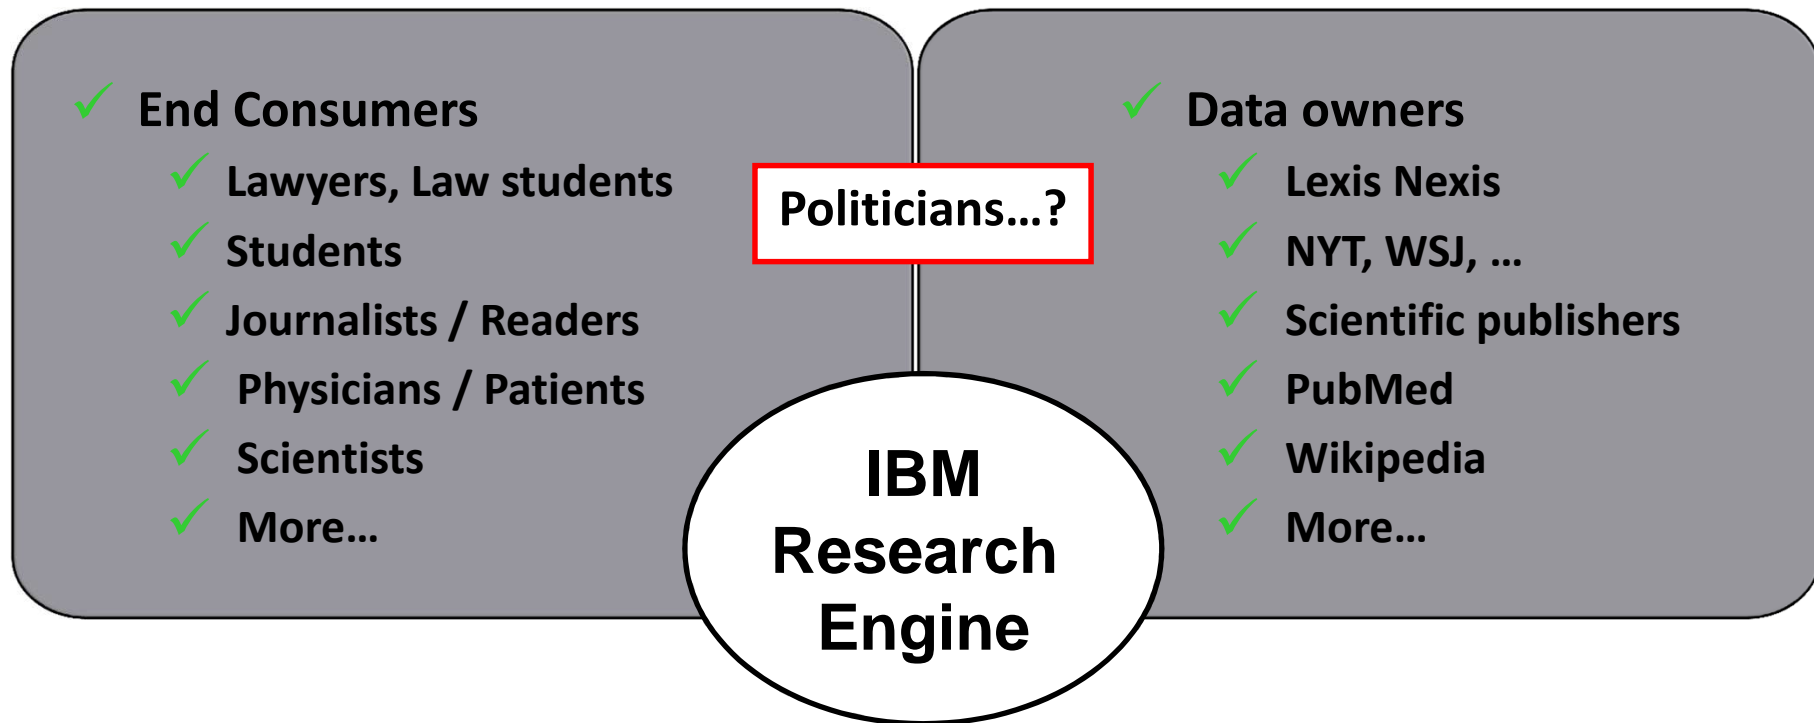 End Consumers
Lawyers, Law students
Students
Journalists / Readers
Physicians / Patients
Scientists
More...
Politicians...?
Data owners
Lexis Nexis
NYT, WSJ, ...
Scientific publishers
PubMed
Wikipedia
More...
IBM
Research
Engine